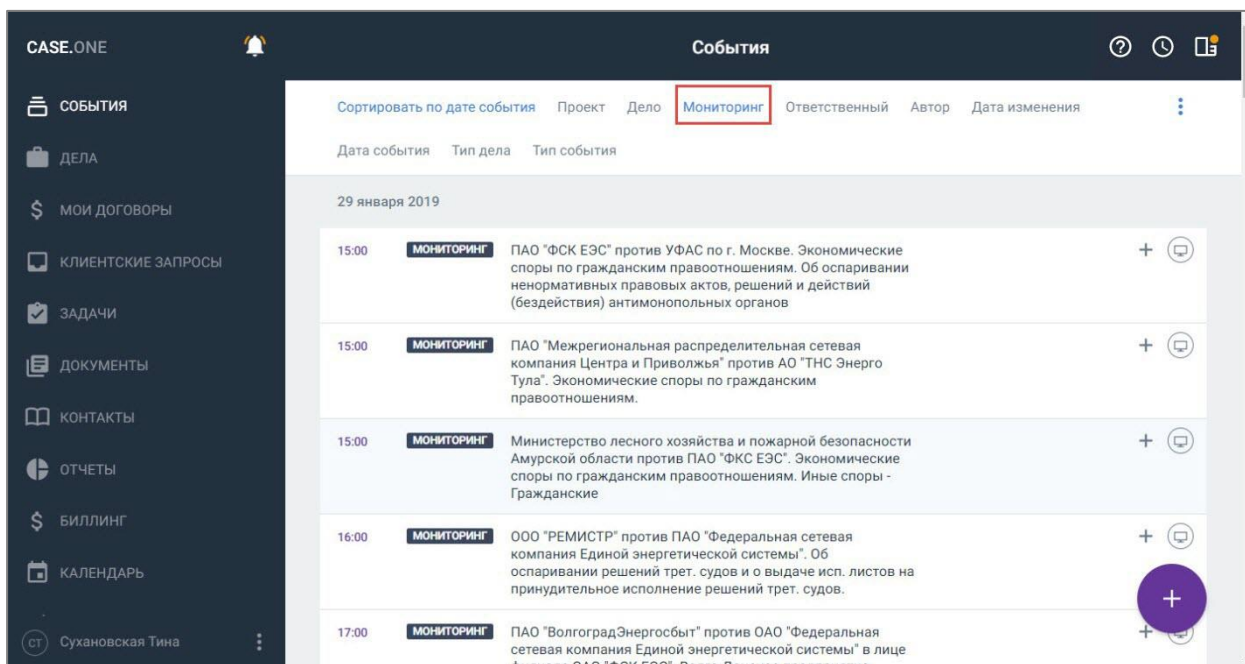 CASE.ONE
События
СОБЫТИЯ
ДЕЛА
МОИ ДОГОВОРЫ
КЛИЕНТСКИЕ ЗАПРОСЫ
ЗАДАЧИ
ДОКУМЕНТЫ
КОНТАКТЫ
ОТЧЕТЫ
БИЛЛИНГ
КАЛЕНДАРЬ
СТ Сухановская Тина
Сортировать по дате события Проект Дело Мониторинг Ответственный Автор Дата изменения
Дата события Тип дела Тип события
29 января 2019
15:00 МОНИТОРИНГ ПАО "ФСК ЕЭС" против УФАС по г. Москве. Экономические
споры по гражданским правоотношениям. Об оспаривании
ненормативных правовых актов, решений и действий
(бездействия) антимонопольных органов
15:00 МОНИТОРИНГ ПАО "Межрегиональная распределительная сетевая
компания Центра и Приволжья" против АО "ТНС Энерго
Тула". Экономические споры по гражданским
правоотношениям.
15:00 МОНИТОРИНГ Министерство лесного хозяйства и пожарной безопасности
Амурской области против ПАО "ФКС ЕЭС". Экономические
споры по гражданским правоотношениям. Иные споры -
Гражданские
16:00 МОНИТОРИНГ ООО "РЕМИСТР" против ПАО "Федеральная сетевая
компания Единой энергетической системы". Об
оспаривании решений трет. судов и о выдаче исп. листов на
принудительное исполнение решений трет. судов.
17:00 МОНИТОРИНГ ПАО "ВолгоградЭнергосбыт" против ОАО "Федеральная
сетевая компания Единой энергетической системы" в лице